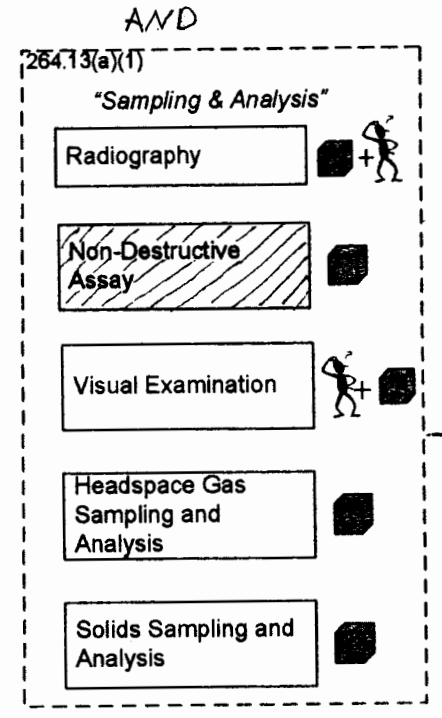 AND
264.13(a)(1)
"Sampling & Analysis"
Radiography
+
Non-Destructive
Assay
Visual Examination
+
Headspace Gas
Sampling and
Analysis
Solids Sampling and
Analysis